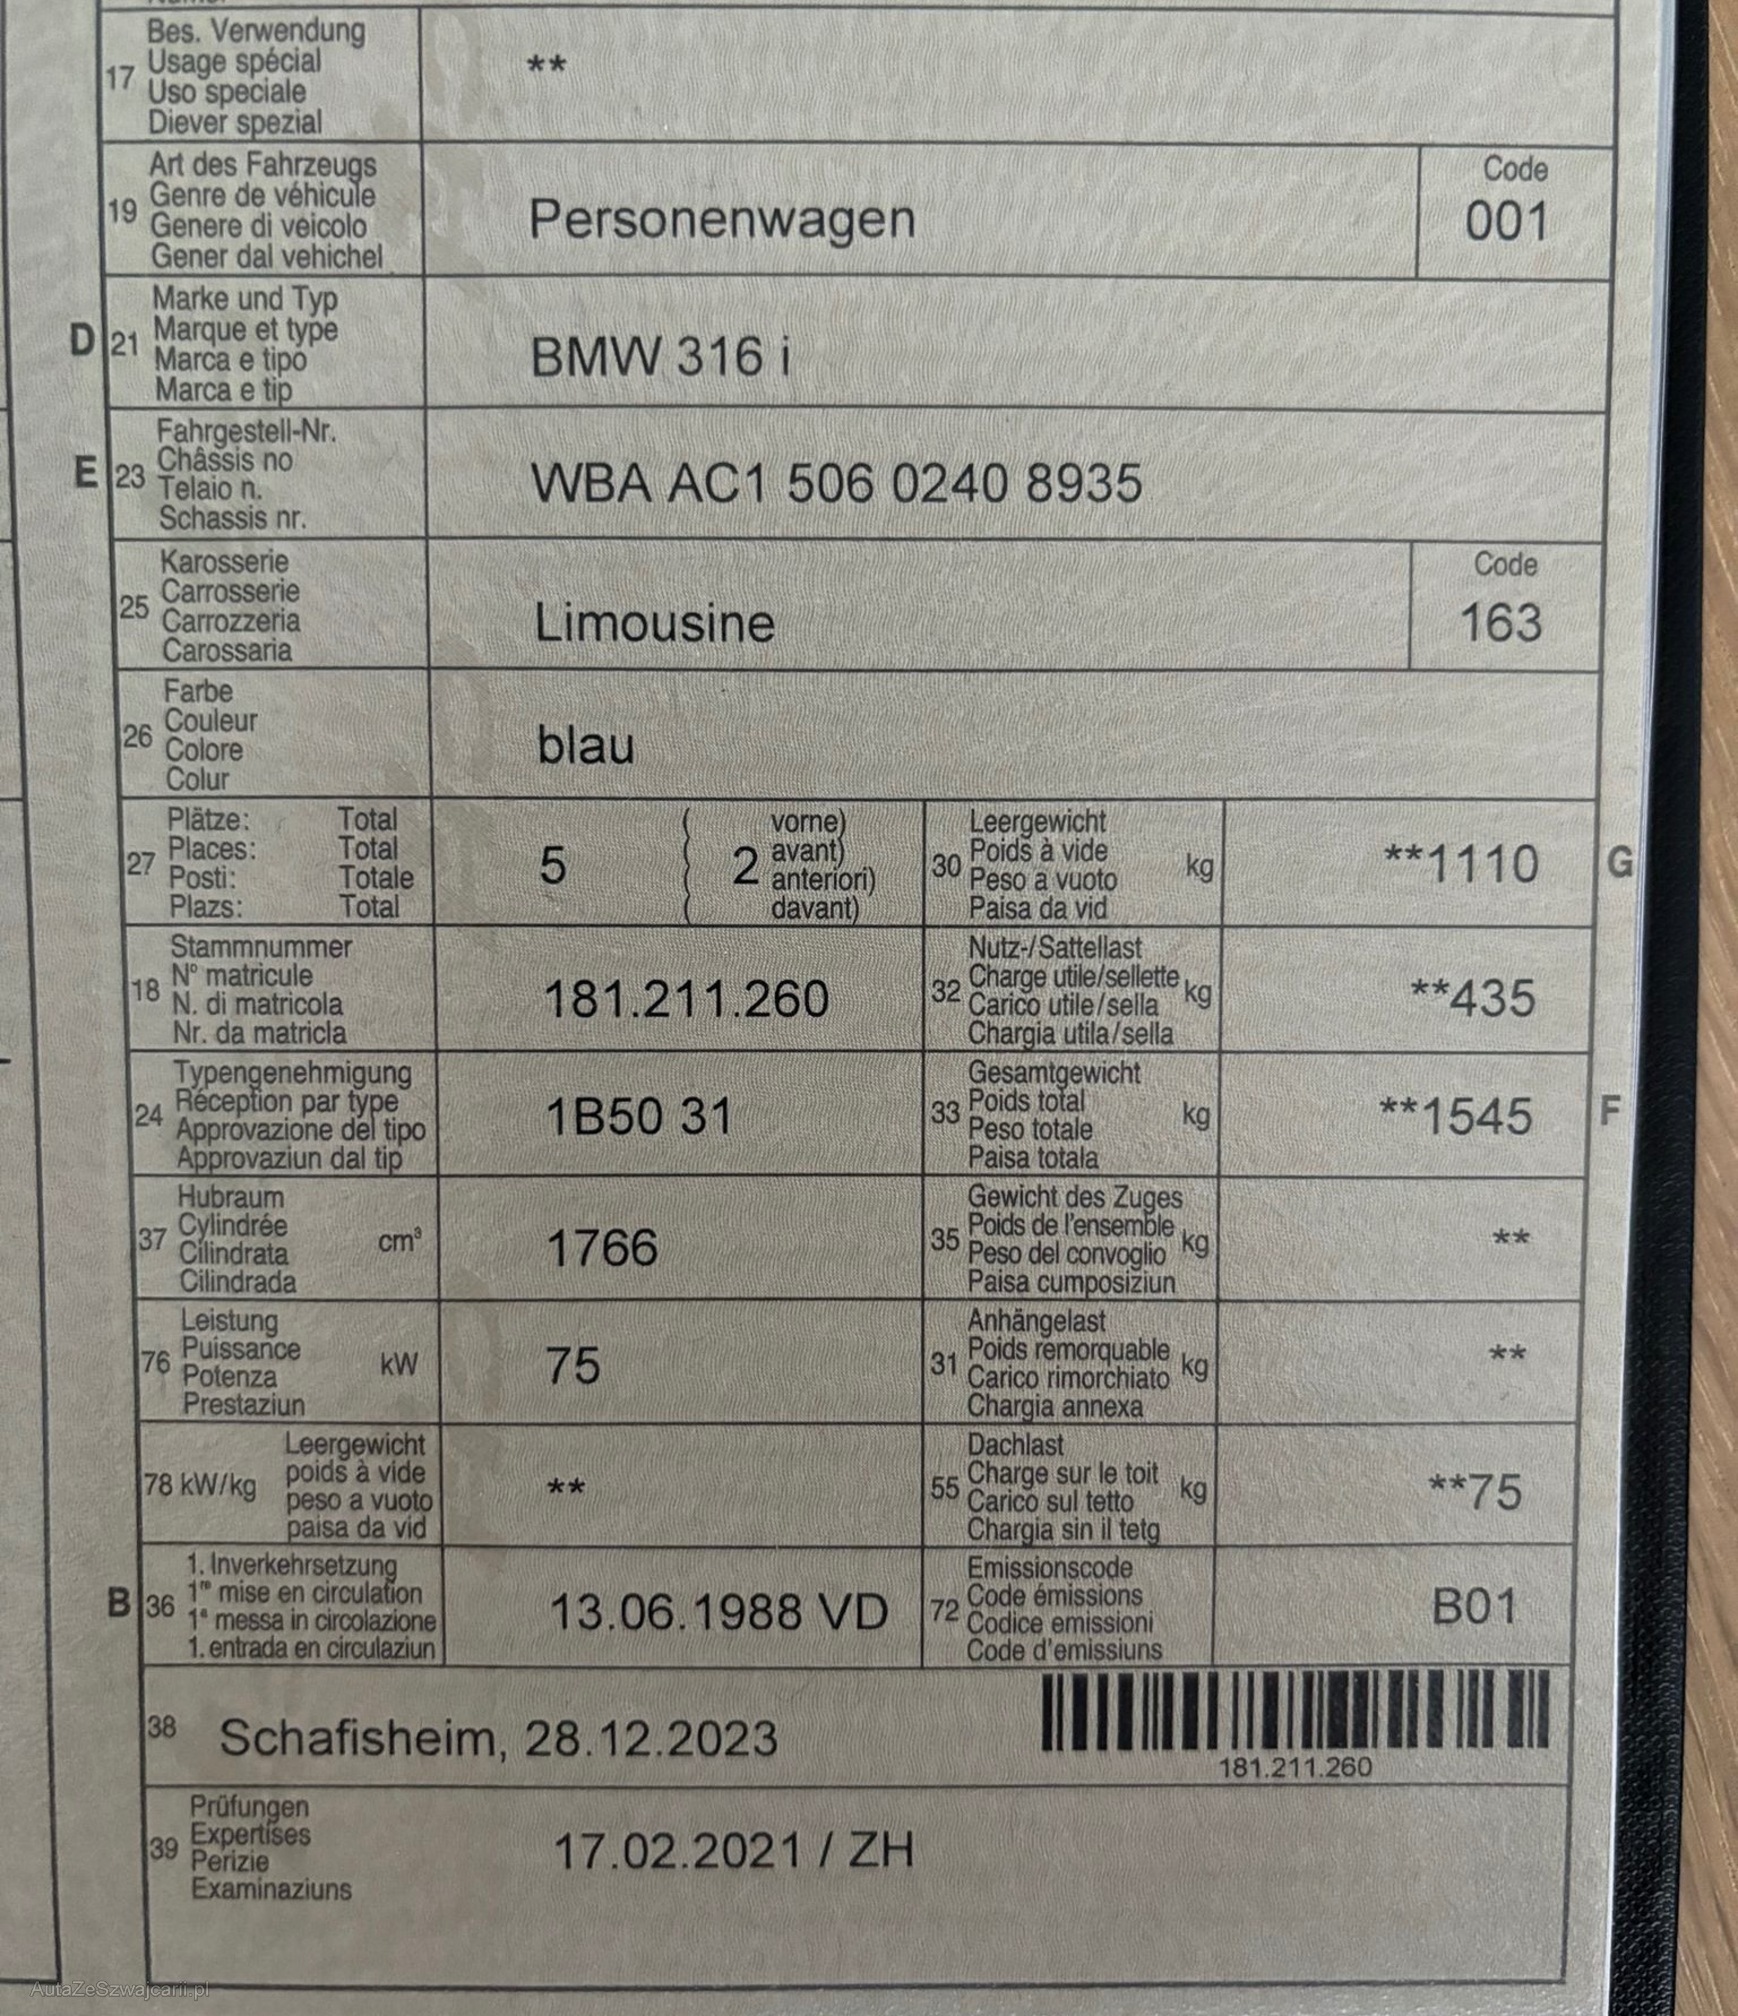 Bes. Verwendung
17 Usage spécial
Uso speciale
Diever spezial
**
Art des Fahrzeugs
19 Genre de véhicule
Genere di veicolo
Gener dal vehichel
Personenwagen
Code
001
Marke und Typ
D 21 Marque et type
Marca e tipo
Marca e tip
BMW 316 i
Fahrgestell-Nr.
E 23 Châssis no
Telaio n.
Schassis nr.
WBA AC1 506 0240 8935
Karosserie
25 Carrosserie
Carrozzeria
Carossaria
Limousine
Code
163
Farbe
26 Couleur
Colore
Colur
blau
Plätze: Total
27 Places: Total
Posti: Totale
Plazs: Total
5 ( 2 vorne)
avant)
anteriori)
davant)
Leergewicht
30 Poids à vide kg
Peso a vuoto
Paisa da vid
**1110 G
Stammnummer
18 N° matricule
N. di matricola
Nr. da matricla
181.211.260
Nutz-/Sattellast
32 Charge utile/sellette kg
Carico utile/sella
Chargia utila/sella
**435
Typengenehmigung
24 Réception par type
Approvazione del tipo
Approvaziun dal tip
1B50 31
Gesamtgewicht
33 Poids total kg
Peso totale
Paisa totala
**1545 F
Hubraum
37 Cylindrée cm³
Cilindrata
Cilindrada
1766
Gewicht des Zuges
35 Poids de l'ensemble kg
Peso del convoglio
Paisa cumposiziun
**
Leistung
76 Puissance kW
Potenza
Prestaziun
75
Anhängelast
31 Poids remorquable kg
Carico rimorchiato
Chargia annexa
**
Leergewicht
78 kW/kg poids à vide
peso a vuoto
paisa da vid
**
Dachlast
55 Charge sur le toit kg
Carico sul tetto
Chargia sin il tetg
**75
1. Inverkehrsetzung
B 36 1re mise en circulation
1a messa in circolazione
1. entrada en circulaziun
13.06.1988 VD
Emissionscode
72 Code émissions
Codice emissioni
Code d'emissiuns
B01
38 Schafisheim, 28.12.2023
181.211.260
Prüfungen
39 Expertises
Perizie
Examinaziuns
17.02.2021 / ZH
AutaZeSzwajcarii.pl